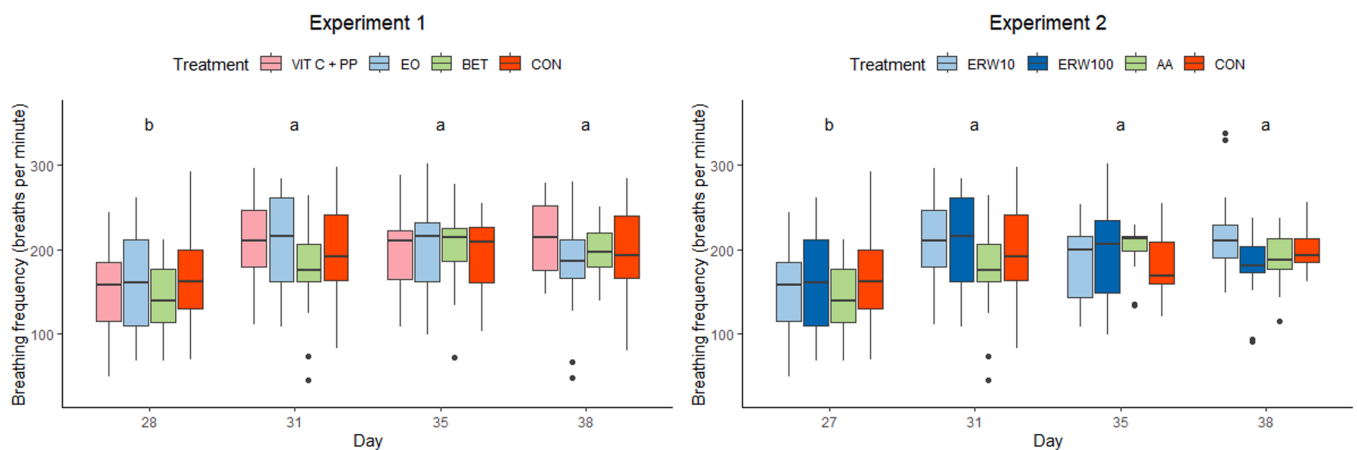 Experiment 1
Treatment VIT C + PP EO BET CON
Breathing frequency (breaths per minute)
b a a a
300
200
100
28 31 35 38
Day
Experiment 2
Treatment ERW10 ERW100 AA CON
Breathing frequency (breaths per minute)
b a a a
300
200
100
27 31 35 38
Day